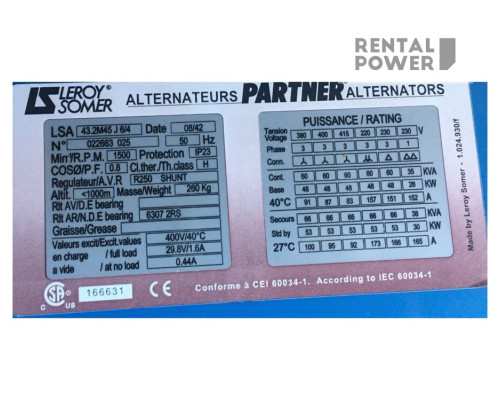 RENTAL
POWER
LEROY
SOMER
ALTERNATEURS PARTNER ALTERNATORS
LSA 43.2M45 J 6/4 Date 08/42
N° 022663 025 50 Hz
Min⁻¹/R.P.M. 1500 Protection IP23
COSØ/P.F. 0.8 Cl.ther./Th.class H
Regulateur/A.V.R R250 SHUNT
Altit. <1000m Masse/Weight 260 Kg
Rlt AV/D.E bearing
Rlt AR/N.D.E bearing 6307 2RS
Graisse/Grease
Valeurs excit/Excit.values 400V/40°C
en charge / full load 29.8V/1.6A
a vide / at no load 0.44A
PUISSANCE / RATING
Tension Voltage 380 400 415 220 230 230 V
Phase 3 3 3 3 3 1
Conn.
Cont. 60 60 60 60 60 35 KVA
Base 48 48 48 48 48 28 KW
40°C 91 87 83 157 151 152 A
Secours 66 66 66 66 66 38 KVA
Std by 53 53 53 53 53 30 KW
27°C 100 95 92 173 166 165 A
Made by Leroy Somer - 1.024.930/f
CSA
C US
166631
CE
Conforme à CEI 60034-1. According to IEC 60034-1